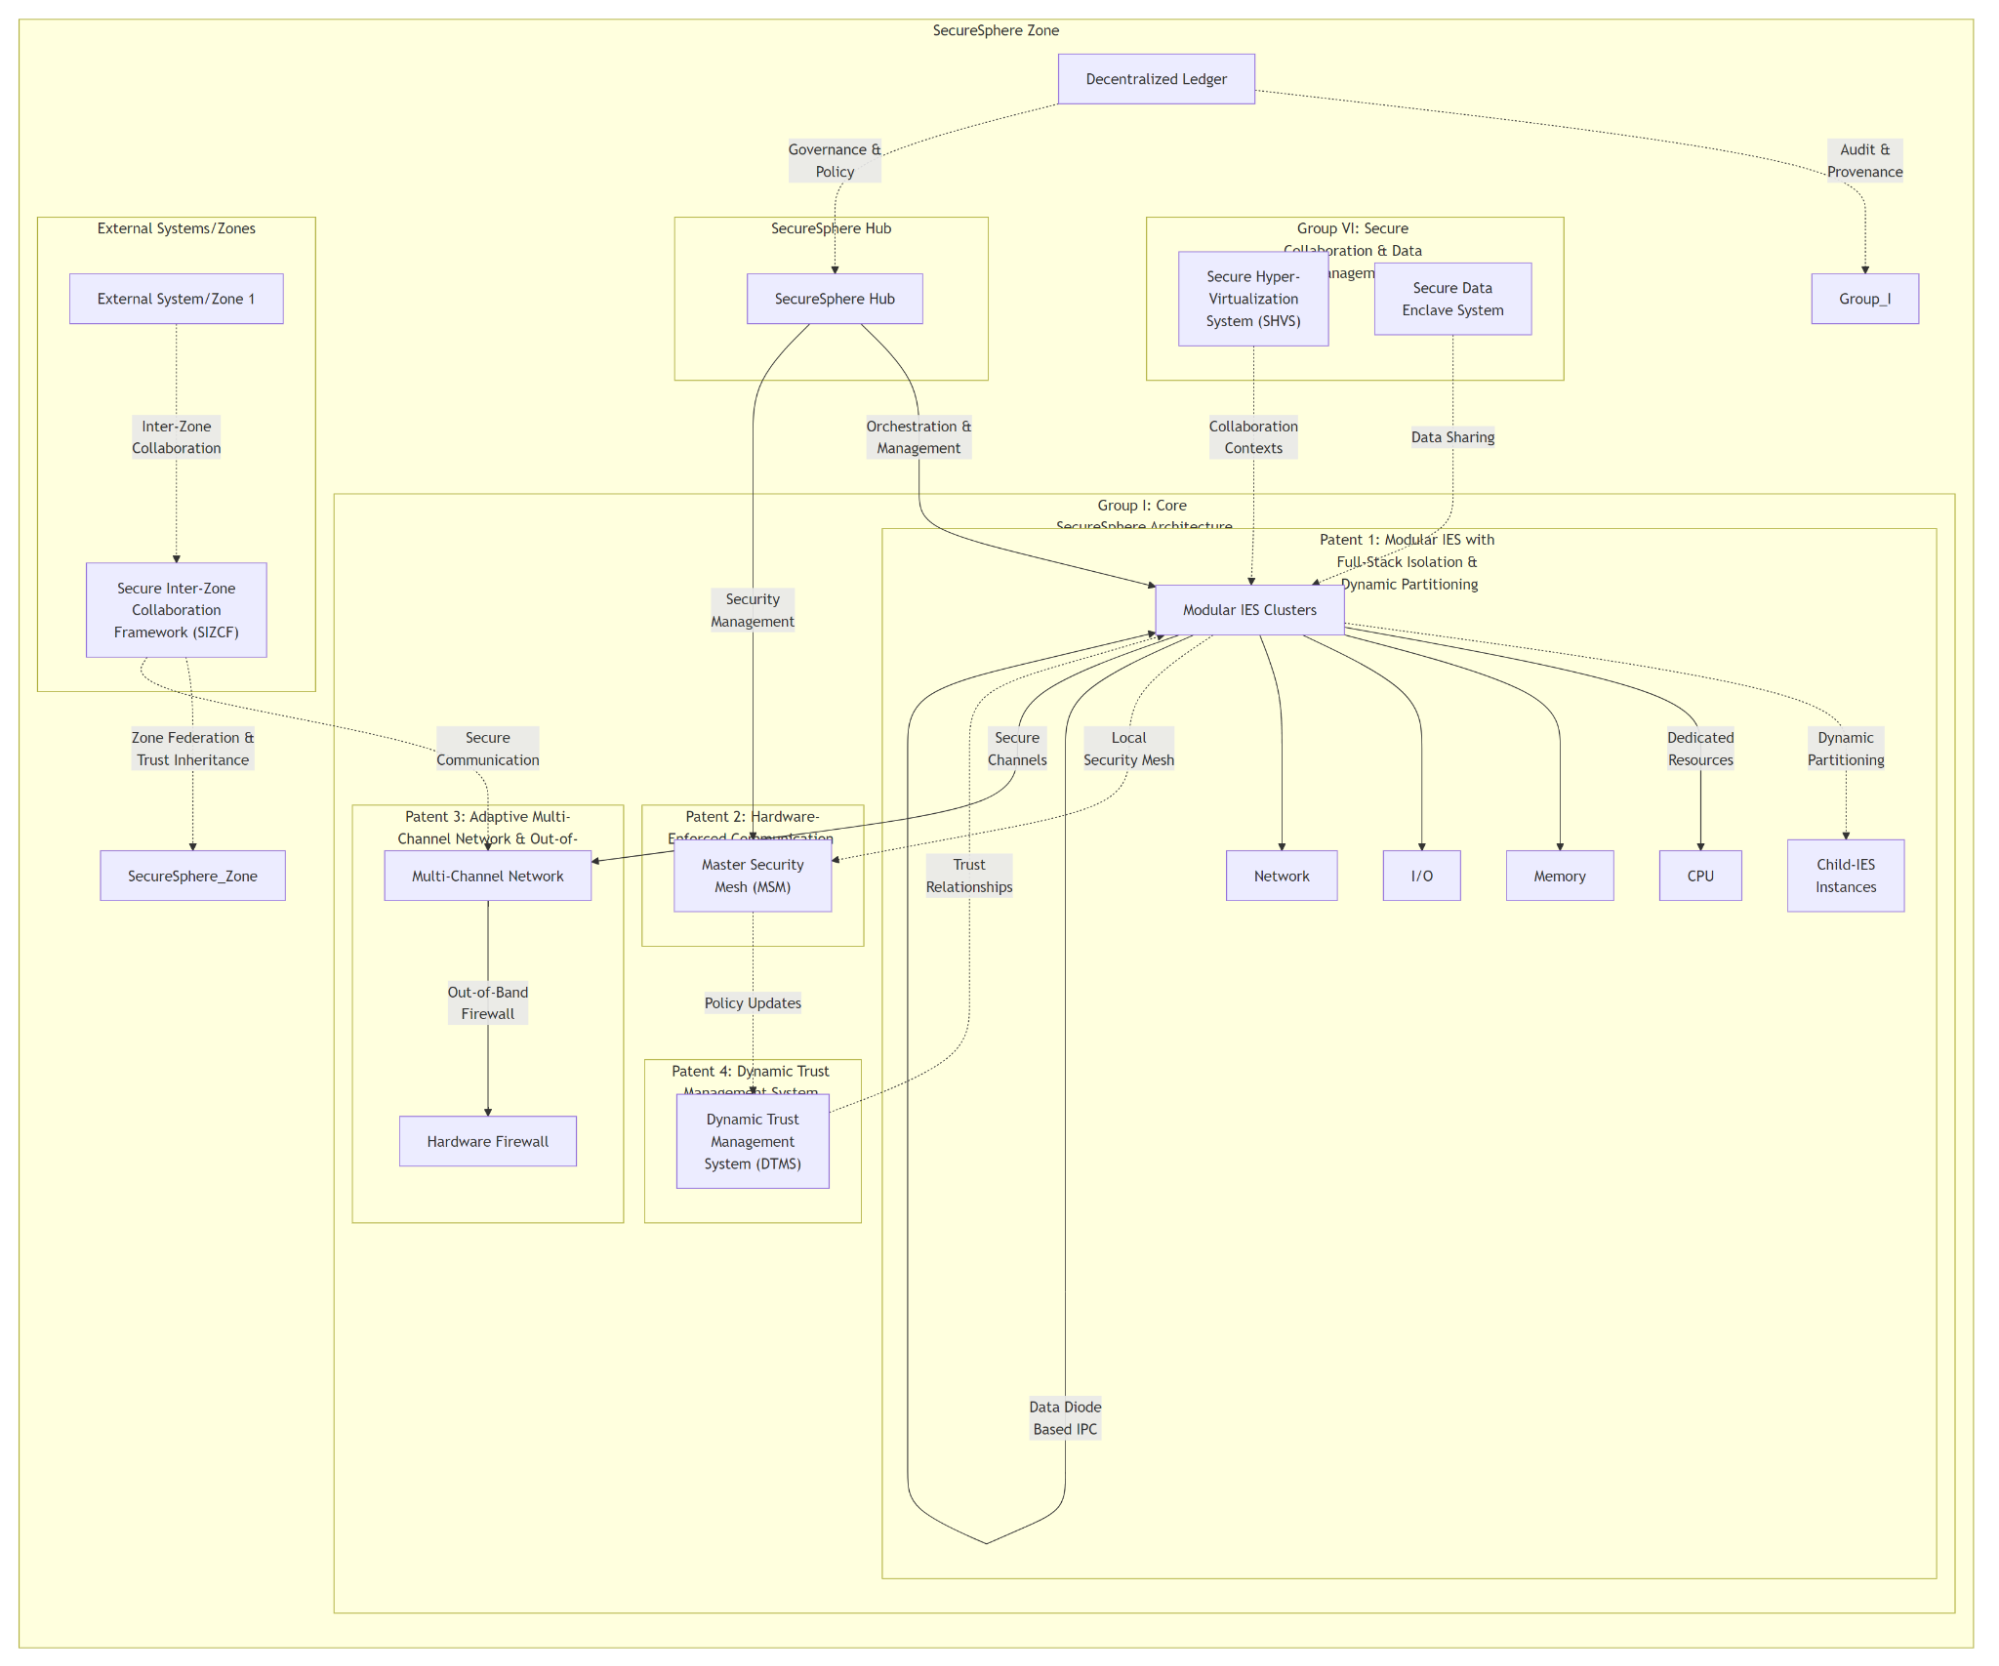 SecureSphere Zone
Decentralized Ledger
Governance &
Policy
Audit &
Provenance
External Systems/Zones
SecureSphere Hub
Group VI: Secure
Collaboration & Data
External System/Zone 1
SecureSphere Hub
Secure Hyper-
Virtualization
System (SHVS)
Secure Data
Enclave System
Group_I
Inter-Zone
Collaboration
Orchestration &
Management
Collaboration
Contexts
Data Sharing
Group I: Core
SecureSphere Architecture
Patent 1: Modular IES with
Full-Stack Isolation &
Dynamic Partitioning
Secure Inter-Zone
Collaboration
Framework (SIZCF)
Security
Management
Modular IES Clusters
Zone Federation &
Trust Inheritance
Secure
Communication
Secure
Channels
Local
Security Mesh
Dedicated
Resources
Dynamic
Partitioning
Patent 3: Adaptive Multi-
Channel Network & Out-of-
Patent 2: Hardware-
Enforced Communication
SecureSphere_Zone
Multi-Channel Network
Master Security
Mesh (MSM)
Trust
Relationships
Network
I/O
Memory
CPU
Child-IES
Instances
Out-of-Band
Firewall
Policy Updates
Patent 4: Dynamic Trust
Management System
Hardware Firewall
Dynamic Trust
Management
System (DTMS)
Data Diode
Based IPC